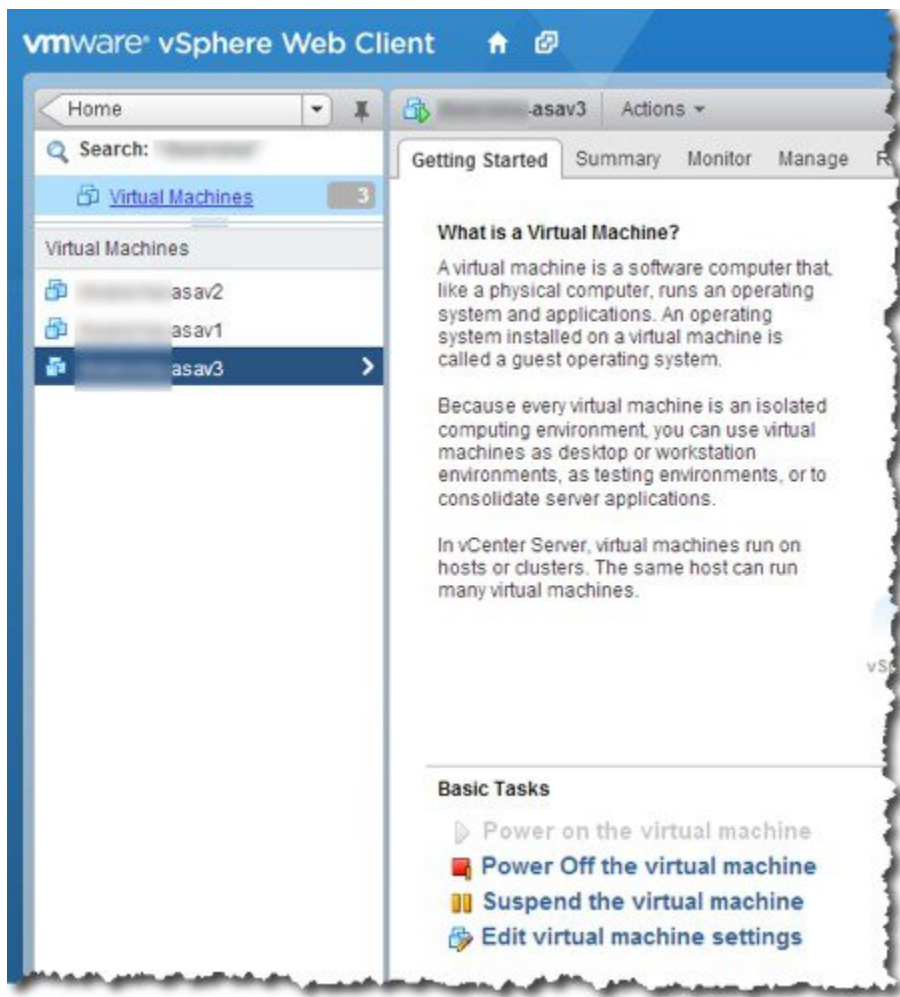 vmware® vSphere Web Client
Home
Search:
Virtual Machines 3
Virtual Machines
asav2
asav1
asav3
-asav3 Actions
Getting Started Summary Monitor Manage
What is a Virtual Machine?
A virtual machine is a software computer that,
like a physical computer, runs an operating
system and applications. An operating
system installed on a virtual machine is
called a guest operating system.
Because every virtual machine is an isolated
computing environment, you can use virtual
machines as desktop or workstation
environments, as testing environments, or to
consolidate server applications.
In vCenter Server, virtual machines run on
hosts or clusters. The same host can run
many virtual machines.
vSp
Basic Tasks
Power on the virtual machine
Power Off the virtual machine
Suspend the virtual machine
Edit virtual machine settings